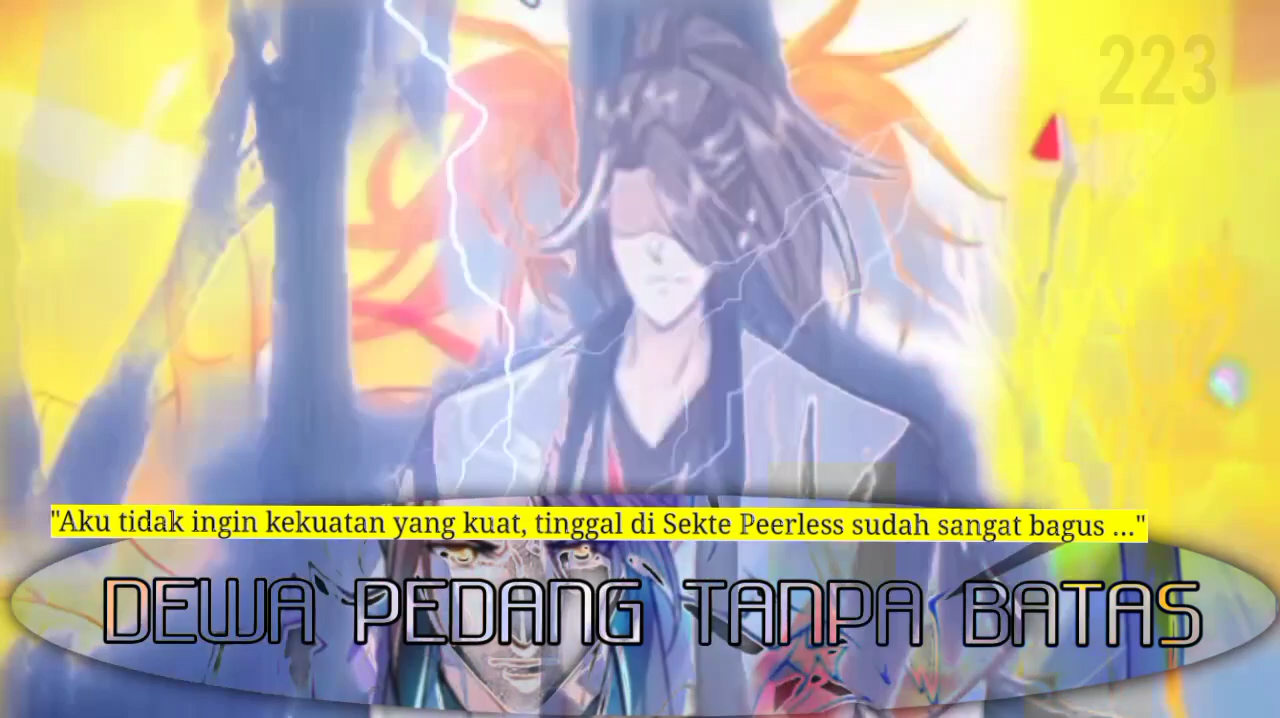 223
"Aku tidak ingin kekuatan yang kuat, tinggal di Sekte Peerless sudah sangat bagus ..."
DEWA PEDANG TANPA BATAS